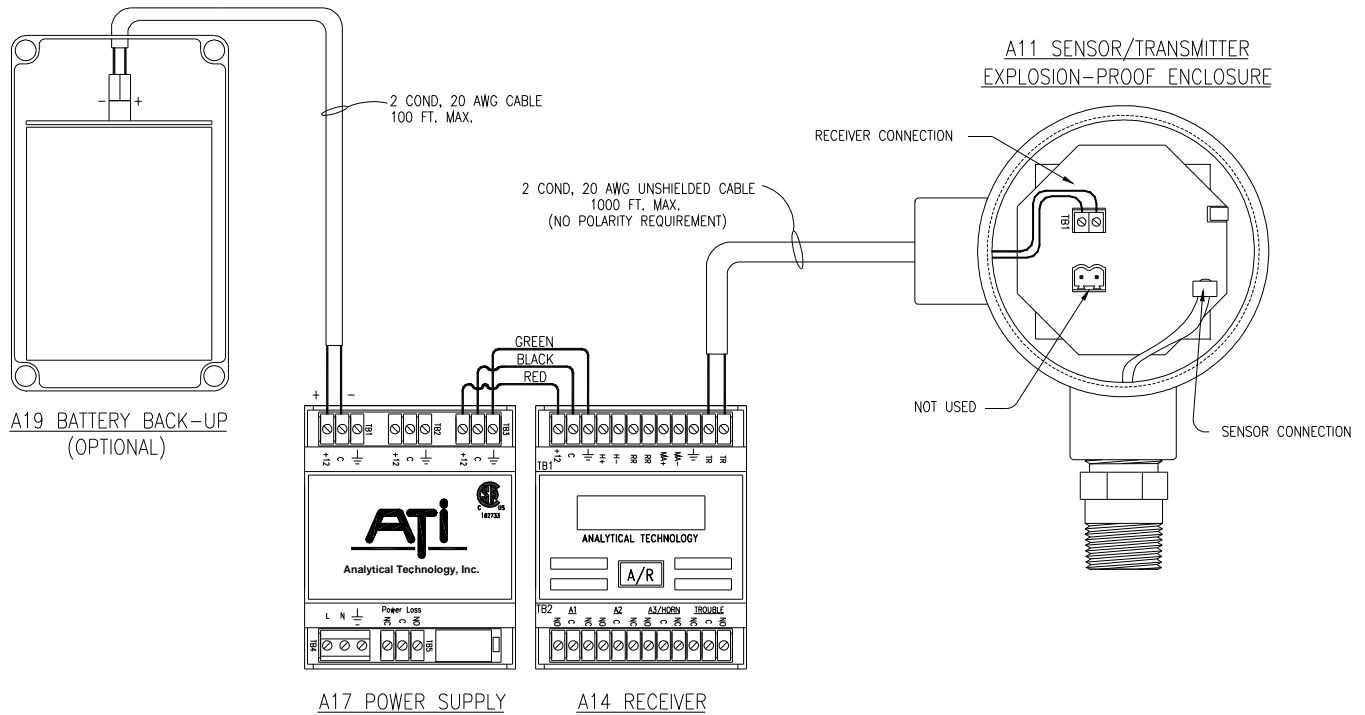 A11 SENSOR/TRANSMITTER
EXPLOSION-PROOF ENCLOSURE
2 COND, 20 AWG CABLE
100 FT. MAX.
- +
RECEIVER CONNECTION
2 COND, 20 AWG UNSHIELDED CABLE
1000 FT. MAX.
(NO POLARITY REQUIREMENT)
TB1
NOT USED
SENSOR CONNECTION
GREEN
BLACK
RED
A19 BATTERY BACK-UP
(OPTIONAL)
+ -
TB1 TB2 TB3
+12 C +12 C +12 C
+12 C H+ H- RR RR MA+ MA- TR TR
TB1
C US
162733
ATi
Analytical Technology, Inc.
ANALYTICAL TECHNOLOGY
A/R
L N
Power Loss
NC C NO
TB4 TB5
TB2 A1 A2 A3/HORN TROUBLE
NO C NC NO C NC NO C NC NC C NO
A17 POWER SUPPLY
A14 RECEIVER